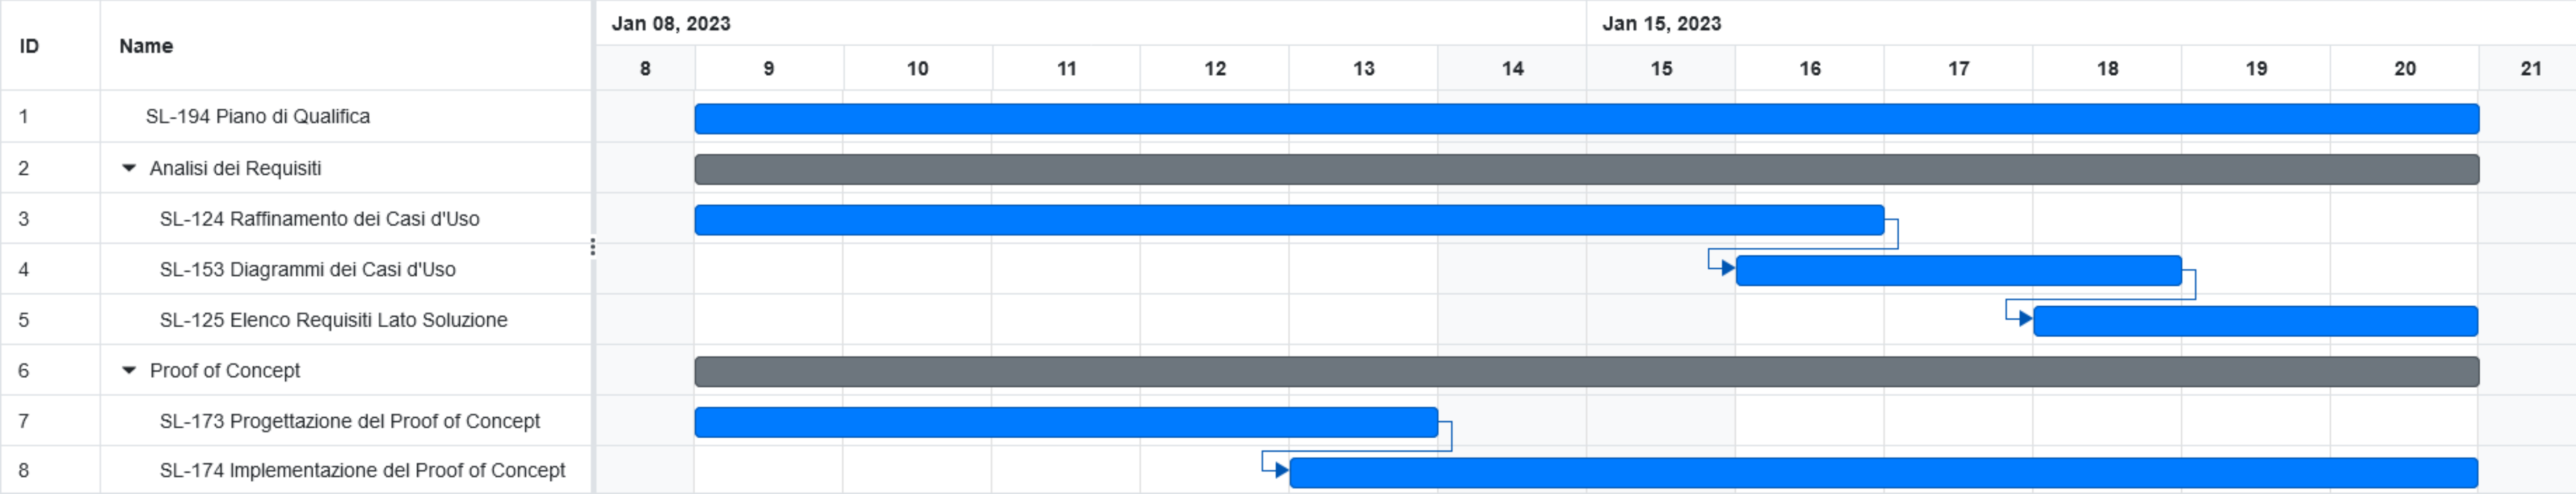 ID
Name
Jan 08, 2023
Jan 15, 2023
8 9 10 11 12 13 14 15 16 17 18 19 20 21
1 SL-194 Piano di Qualifica
2 Analisi dei Requisiti
3 SL-124 Raffinamento dei Casi d'Uso
4 SL-153 Diagrammi dei Casi d'Uso
5 SL-125 Elenco Requisiti Lato Soluzione
6 Proof of Concept
7 SL-173 Progettazione del Proof of Concept
8 SL-174 Implementazione del Proof of Concept